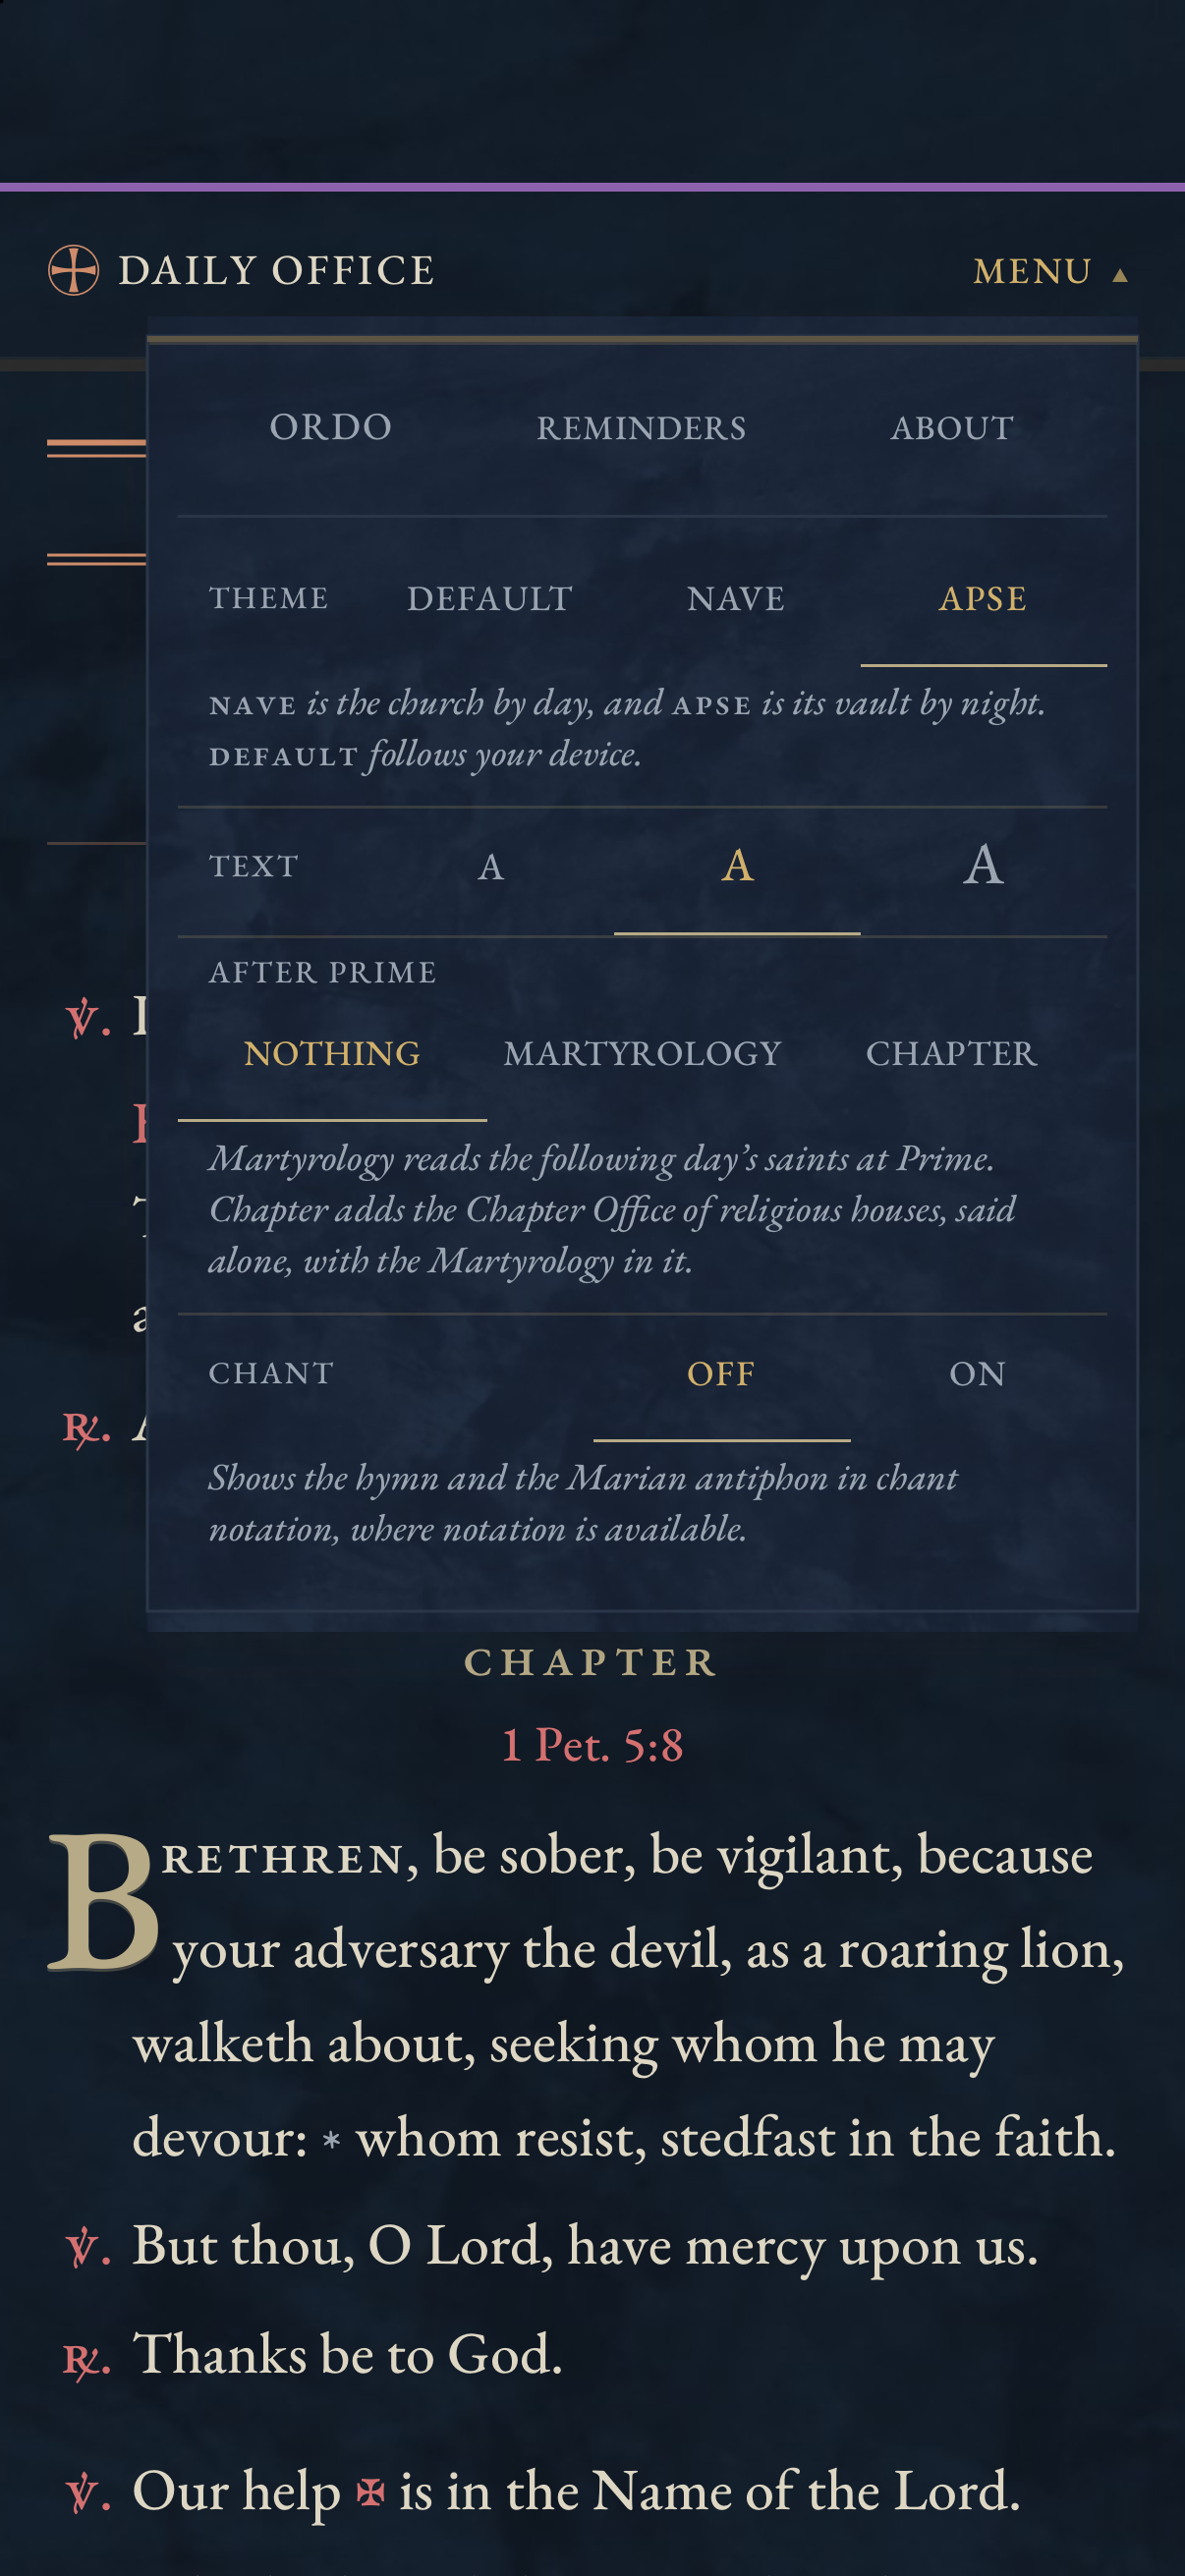 DAILY OFFICE
MENU ▲
ORDO REMINDERS ABOUT
THEME DEFAULT NAVE APSE
NAVE is the church by day, and APSE is its vault by night.
DEFAULT follows your device.
TEXT A A A
AFTER PRIME
NOTHING MARTYROLOGY CHAPTER
Martyrology reads the following day’s saints at Prime.
Chapter adds the Chapter Office of religious houses, said
alone, with the Martyrology in it.
CHANT OFF ON
Shows the hymn and the Marian antiphon in chant
notation, where notation is available.
℣.
℟.
CHAPTER
1 Pet. 5:8
BRETHREN, be sober, be vigilant, because
your adversary the devil, as a roaring lion,
walketh about, seeking whom he may
devour: * whom resist, stedfast in the faith.
℣. But thou, O Lord, have mercy upon us.
℟. Thanks be to God.
℣. Our help ✠ is in the Name of the Lord.